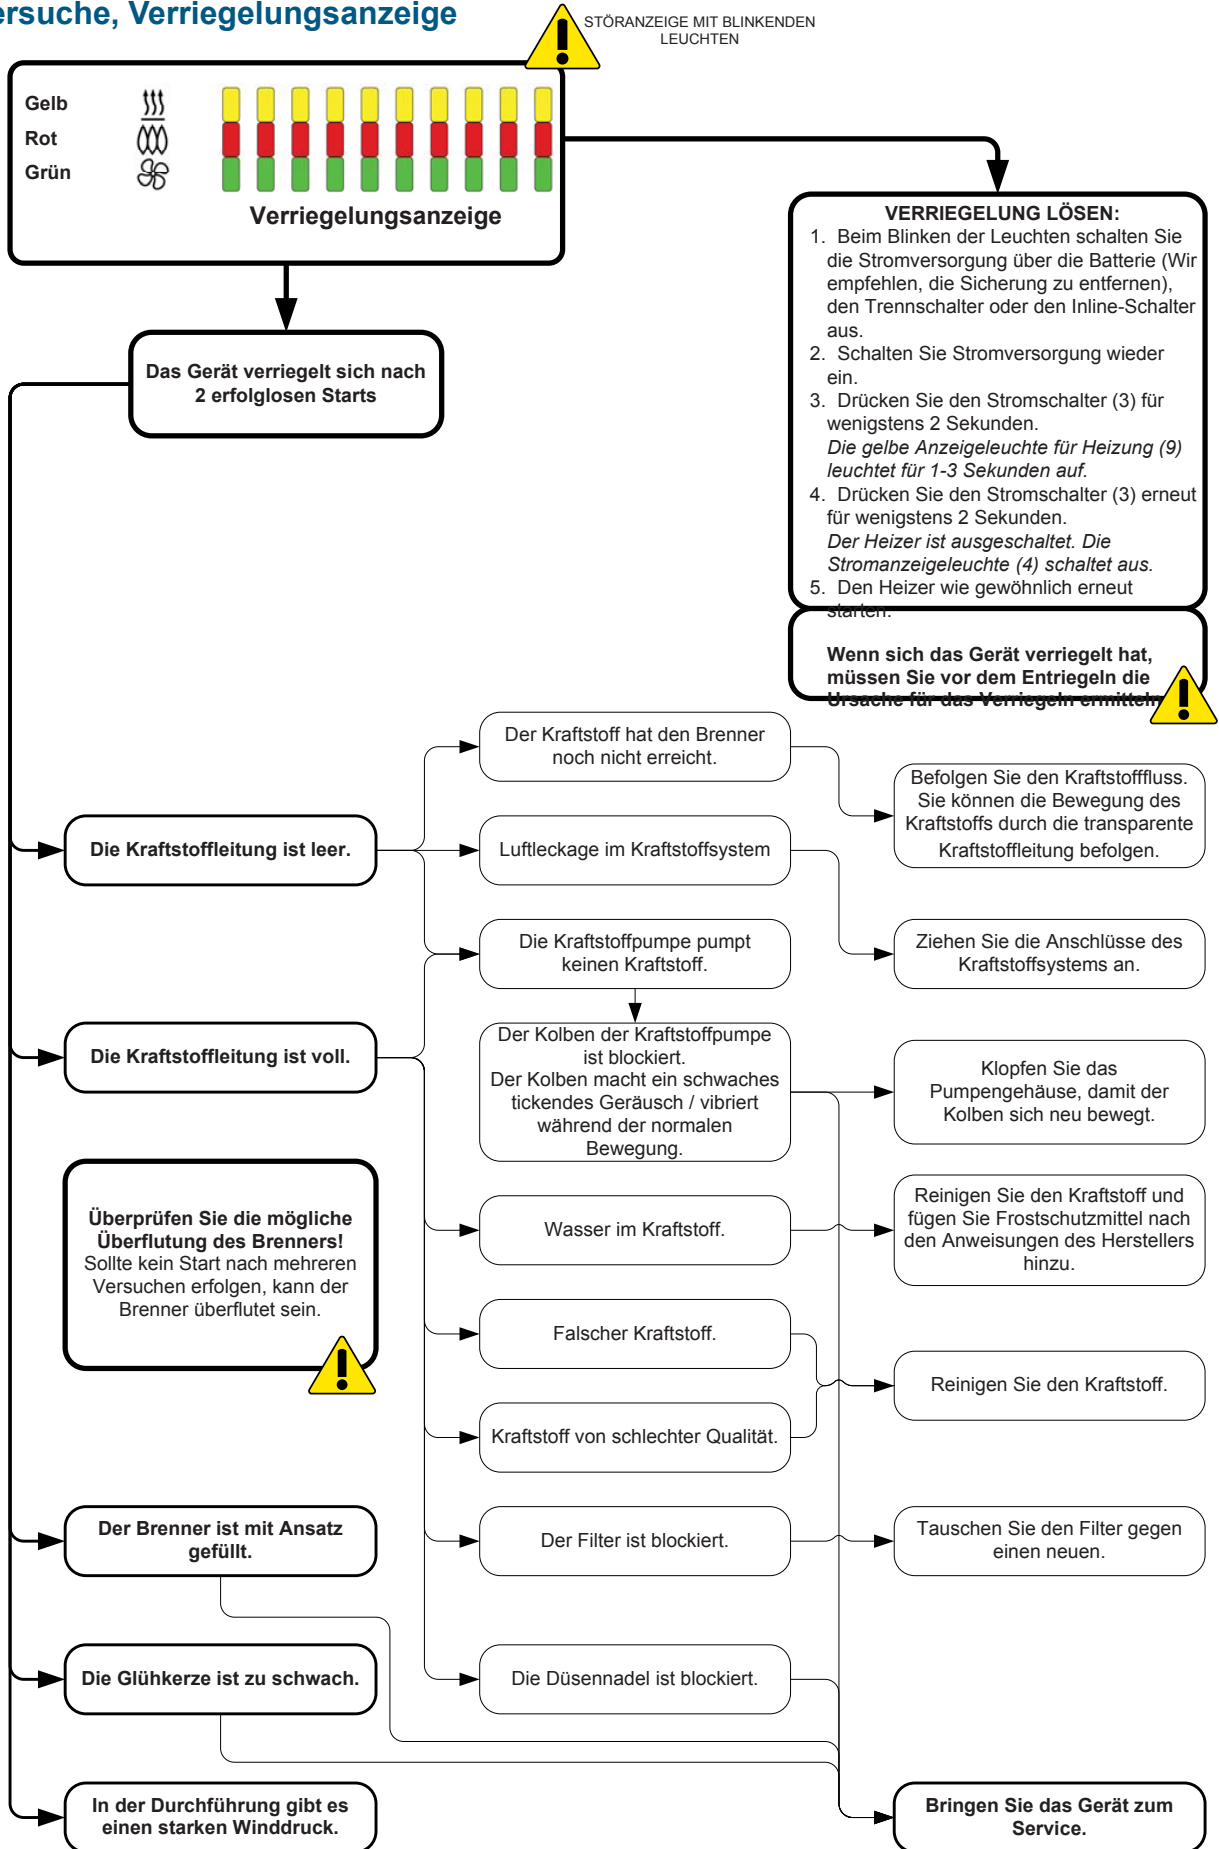 ersuche, Verriegelungsanzeige
STÖRANZEIGE MIT BLINKENDEN
LEUCHTEN
Gelb
Rot
Grün
Verriegelungsanzeige
Das Gerät verriegelt sich nach
2 erfolglosen Starts
VERRIEGELUNG LÖSEN:
1. Beim Blinken der Leuchten schalten Sie
die Stromversorgung über die Batterie (Wir
empfehlen, die Sicherung zu entfernen),
den Trennschalter oder den Inline-Schalter
aus.
2. Schalten Sie Stromversorgung wieder
ein.
3. Drücken Sie den Stromschalter (3) für
wenigstens 2 Sekunden.
Die gelbe Anzeigeleuchte für Heizung (9)
leuchtet für 1-3 Sekunden auf.
4. Drücken Sie den Stromschalter (3) erneut
für wenigstens 2 Sekunden.
Der Heizer ist ausgeschaltet. Die
Stromanzeigeleuchte (4) schaltet aus.
5. Den Heizer wie gewöhnlich erneut
starten.
Wenn sich das Gerät verriegelt hat,
müssen Sie vor dem Entriegeln die
Ursache für das Verriegeln ermitteln
Der Kraftstoff hat den Brenner
noch nicht erreicht.
Befolgen Sie den Kraftstofffluss.
Sie können die Bewegung des
Kraftstoffs durch die transparente
Kraftstoffleitung befolgen.
Die Kraftstoffleitung ist leer.
Luftleckage im Kraftstoffsystem
Die Kraftstoffpumpe pumpt
keinen Kraftstoff.
Ziehen Sie die Anschlüsse des
Kraftstoffsystems an.
Die Kraftstoffleitung ist voll.
Der Kolben der Kraftstoffpumpe
ist blockiert.
Der Kolben macht ein schwaches
tickendes Geräusch / vibriert
während der normalen
Bewegung.
Klopfen Sie das
Pumpengehäuse, damit der
Kolben sich neu bewegt.
Überprüfen Sie die mögliche
Überflutung des Brenners!
Sollte kein Start nach mehreren
Versuchen erfolgen, kann der
Brenner überflutet sein.
Wasser im Kraftstoff.
Reinigen Sie den Kraftstoff und
fügen Sie Frostschutzmittel nach
den Anweisungen des Herstellers
hinzu.
Falscher Kraftstoff.
Reinigen Sie den Kraftstoff.
Kraftstoff von schlechter Qualität.
Der Brenner ist mit Ansatz
gefüllt.
Der Filter ist blockiert.
Tauschen Sie den Filter gegen
einen neuen.
Die Glühkerze ist zu schwach.
Die Düsennadel ist blockiert.
In der Durchführung gibt es
einen starken Winddruck.
Bringen Sie das Gerät zum
Service.